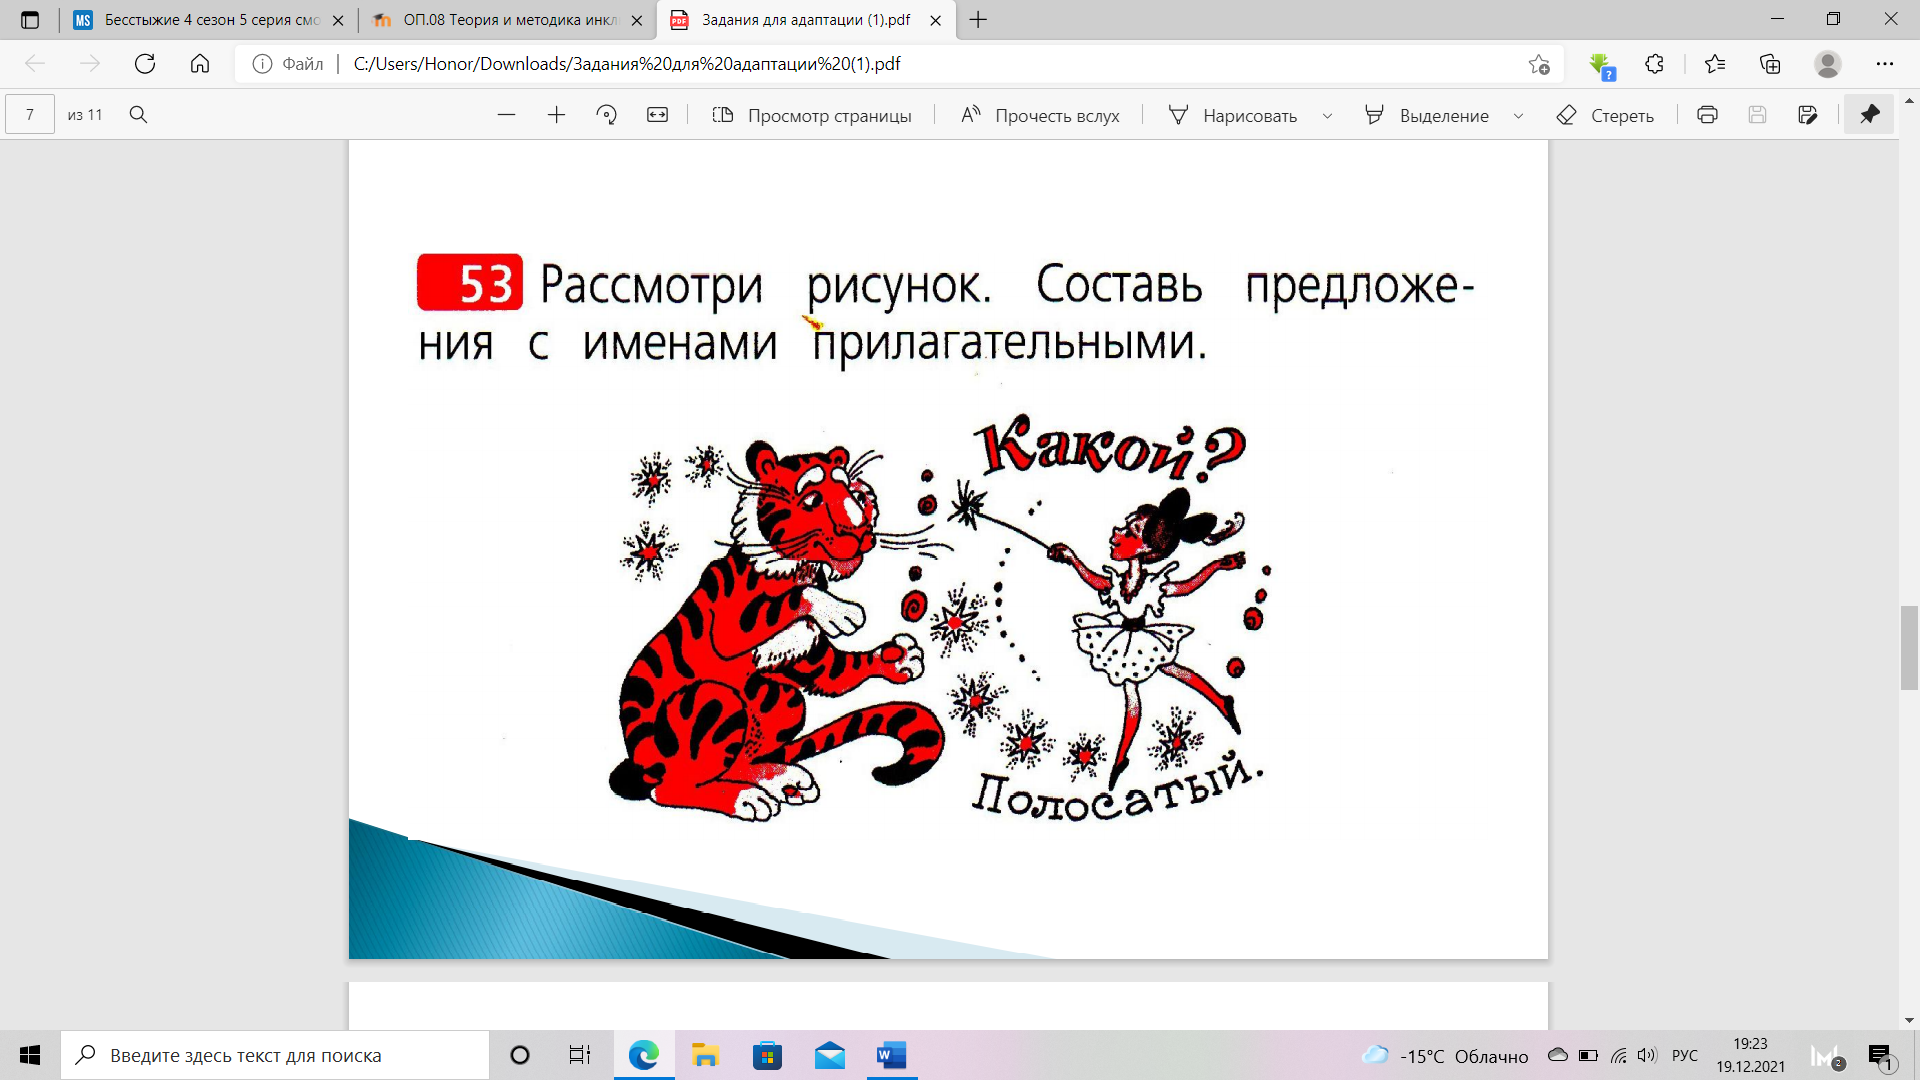 Бесстыжие 4 сезон 5 серия смо
ОП.08 Теория и методика инкл
Задания для адаптации (1).pdf
Файл
C:/Users/Honor/Downloads/Задания%20для%20адаптации%20(1).pdf
7 из 11
Просмотр страницы
Прочесть вслух
Нарисовать
Выделение
Стереть
53 Рассмотри рисунок. Составь предложе-
ния с именами прилагательными.
Какой?
Полосатый.
Введите здесь текст для поиска
-15°C Облачно
РУС
19:23
19.12.2021